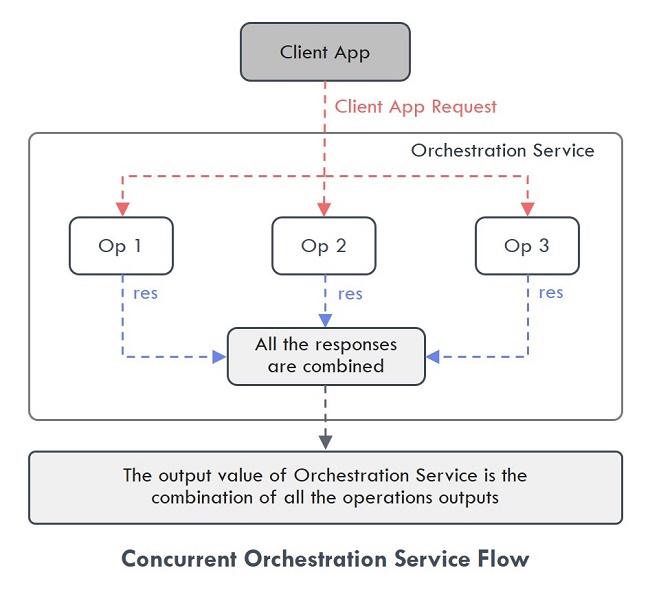 Client App
Client App Request
Orchestration Service
Op 1
Op 2
Op 3
res
res
res
All the responses
are combined
The output value of Orchestration Service is the
combination of all the operations outputs
Concurrent Orchestration Service Flow